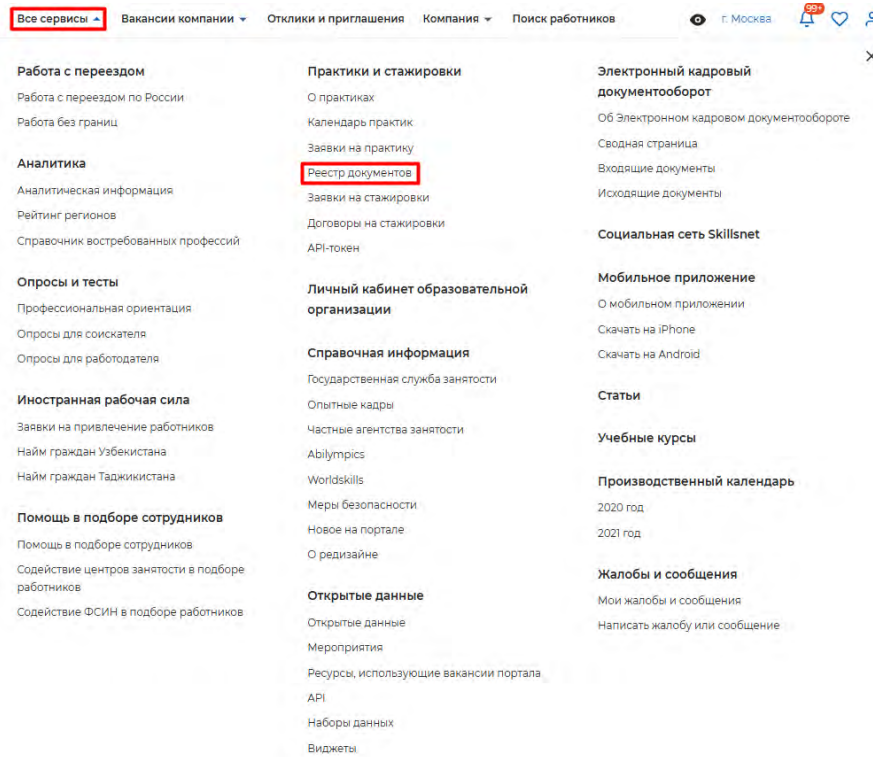 Все сервисы
Вакансии компании
Отклики и приглашения
Компания
Поиск работников
г. Москва
99+
Работа с переездом
Работа с переездом по России
Работа без границ
Аналитика
Аналитическая информация
Рейтинг регионов
Справочник востребованных профессий
Опросы и тесты
Профессиональная ориентация
Опросы для соискателя
Опросы для работодателя
Иностранная рабочая сила
Заявки на привлечение работников
Найм граждан Узбекистана
Найм граждан Таджикистана
Помощь в подборе сотрудников
Помощь в подборе сотрудников
Содействие центров занятости в подборе
работников
Содействие ФСИН в подборе работников
Практики и стажировки
О практиках
Календарь практик
Заявки на практику
Реестр документов
Заявки на стажировки
Договоры на стажировки
API-токен
Личный кабинет образовательной
организации
Справочная информация
Государственная служба занятости
Опытные кадры
Частные агентства занятости
Abilympics
Worldskills
Меры безопасности
Новое на портале
О редизайне
Открытые данные
Открытые данные
Мероприятия
Ресурсы, использующие вакансии портала
API
Наборы данных
Виджеты
Электронный кадровый
документооборот
Об Электронном кадровом документообороте
Сводная страница
Входящие документы
Исходящие документы
Социальная сеть Skillsnet
Мобильное приложение
О мобильном приложении
Скачать на iPhone
Скачать на Android
Статьи
Учебные курсы
Производственный календарь
2020 год
2021 год
Жалобы и сообщения
Мои жалобы и сообщения
Написать жалобу или сообщение